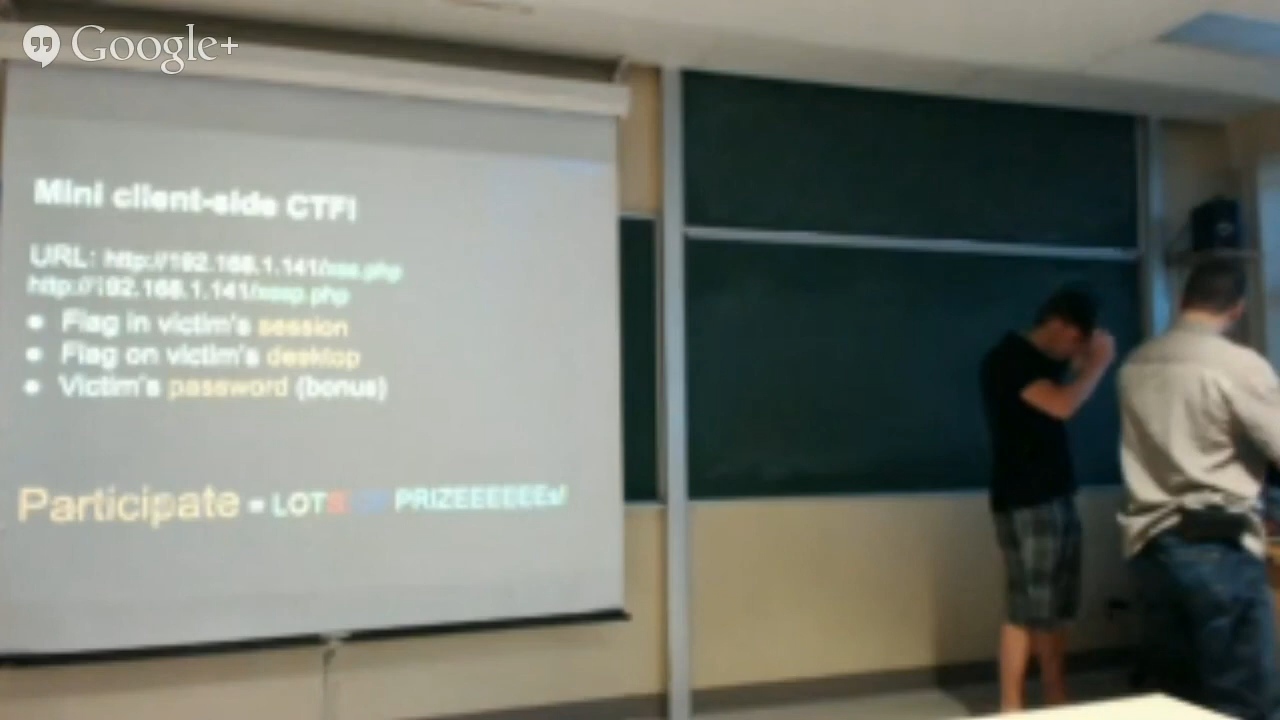 Google+
Mini client-side CTF!
URL: http://192.168.1.141/xss.php
http://192.168.1.141/xssp.php
● Flag in victim's session
● Flag on victim's desktop
● Victim's password (bonus)
Participate = LOTS OF PRIZEEEEEEs!